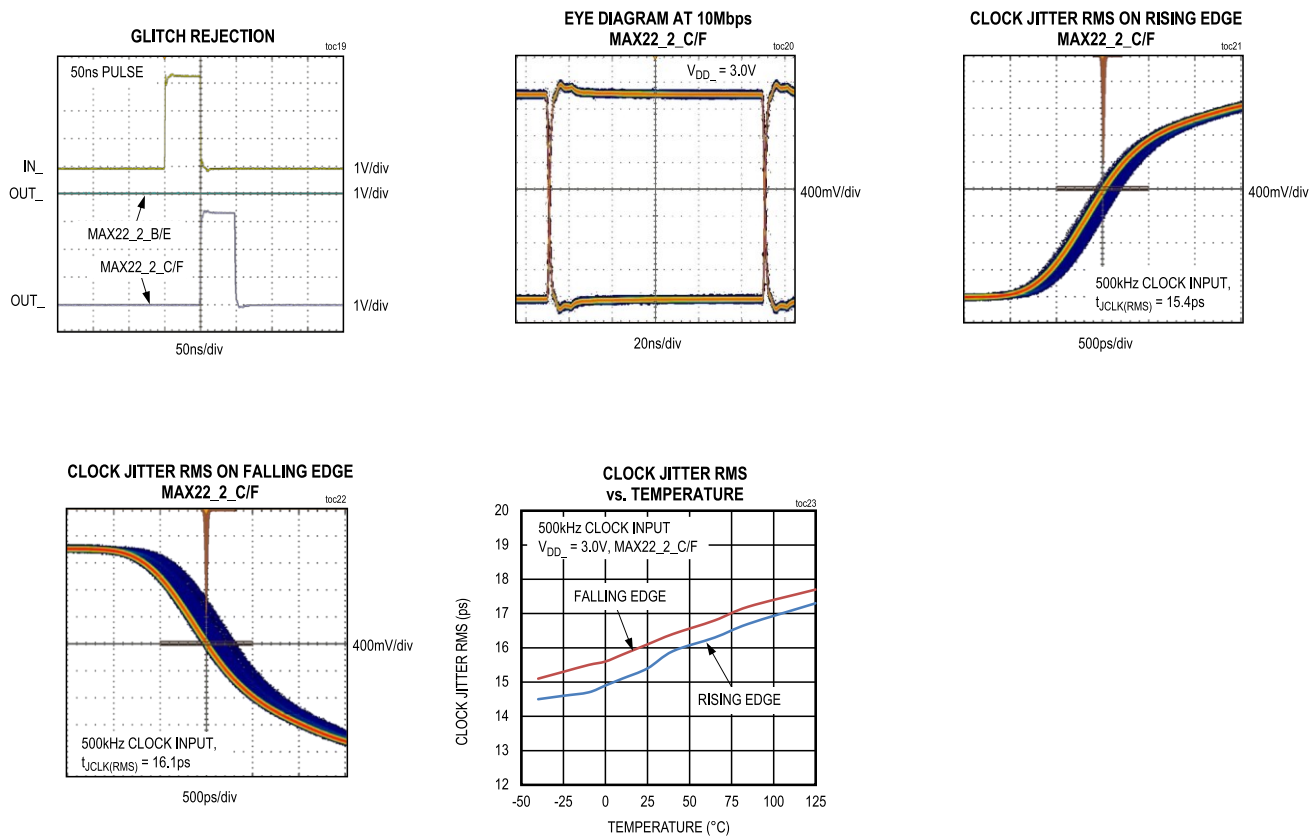 GLITCH REJECTION
toc19
50ns PULSE
IN_
1V/div
OUT_
1V/div
MAX22_2_B/E
MAX22_2_C/F
OUT_
1V/div
50ns/div
EYE DIAGRAM AT 10Mbps
MAX22_2_C/F
toc20
VDD_ = 3.0V
400mV/div
20ns/div
CLOCK JITTER RMS ON RISING EDGE
MAX22_2_C/F
toc21
400mV/div
500kHz CLOCK INPUT,
tJCLK(RMS) = 15.4ps
500ps/div
CLOCK JITTER RMS ON FALLING EDGE
MAX22_2_C/F
toc22
400mV/div
500kHz CLOCK INPUT,
tJCLK(RMS) = 16.1ps
500ps/div
CLOCK JITTER RMS
vs. TEMPERATURE
toc23
500kHz CLOCK INPUT
VDD_ = 3.0V, MAX22_2_C/F
FALLING EDGE
RISING EDGE
CLOCK JITTER RMS (ps)
20
19
18
17
16
15
14
13
12
-50 -25 0 25 50 75 100 125
TEMPERATURE (°C)